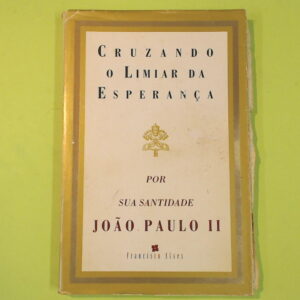 CRUZANDO
O LIMIAR DA
ESPERANÇA
POR
SUA SANTIDADE
JOÃO PAULO II
Francisco Alves